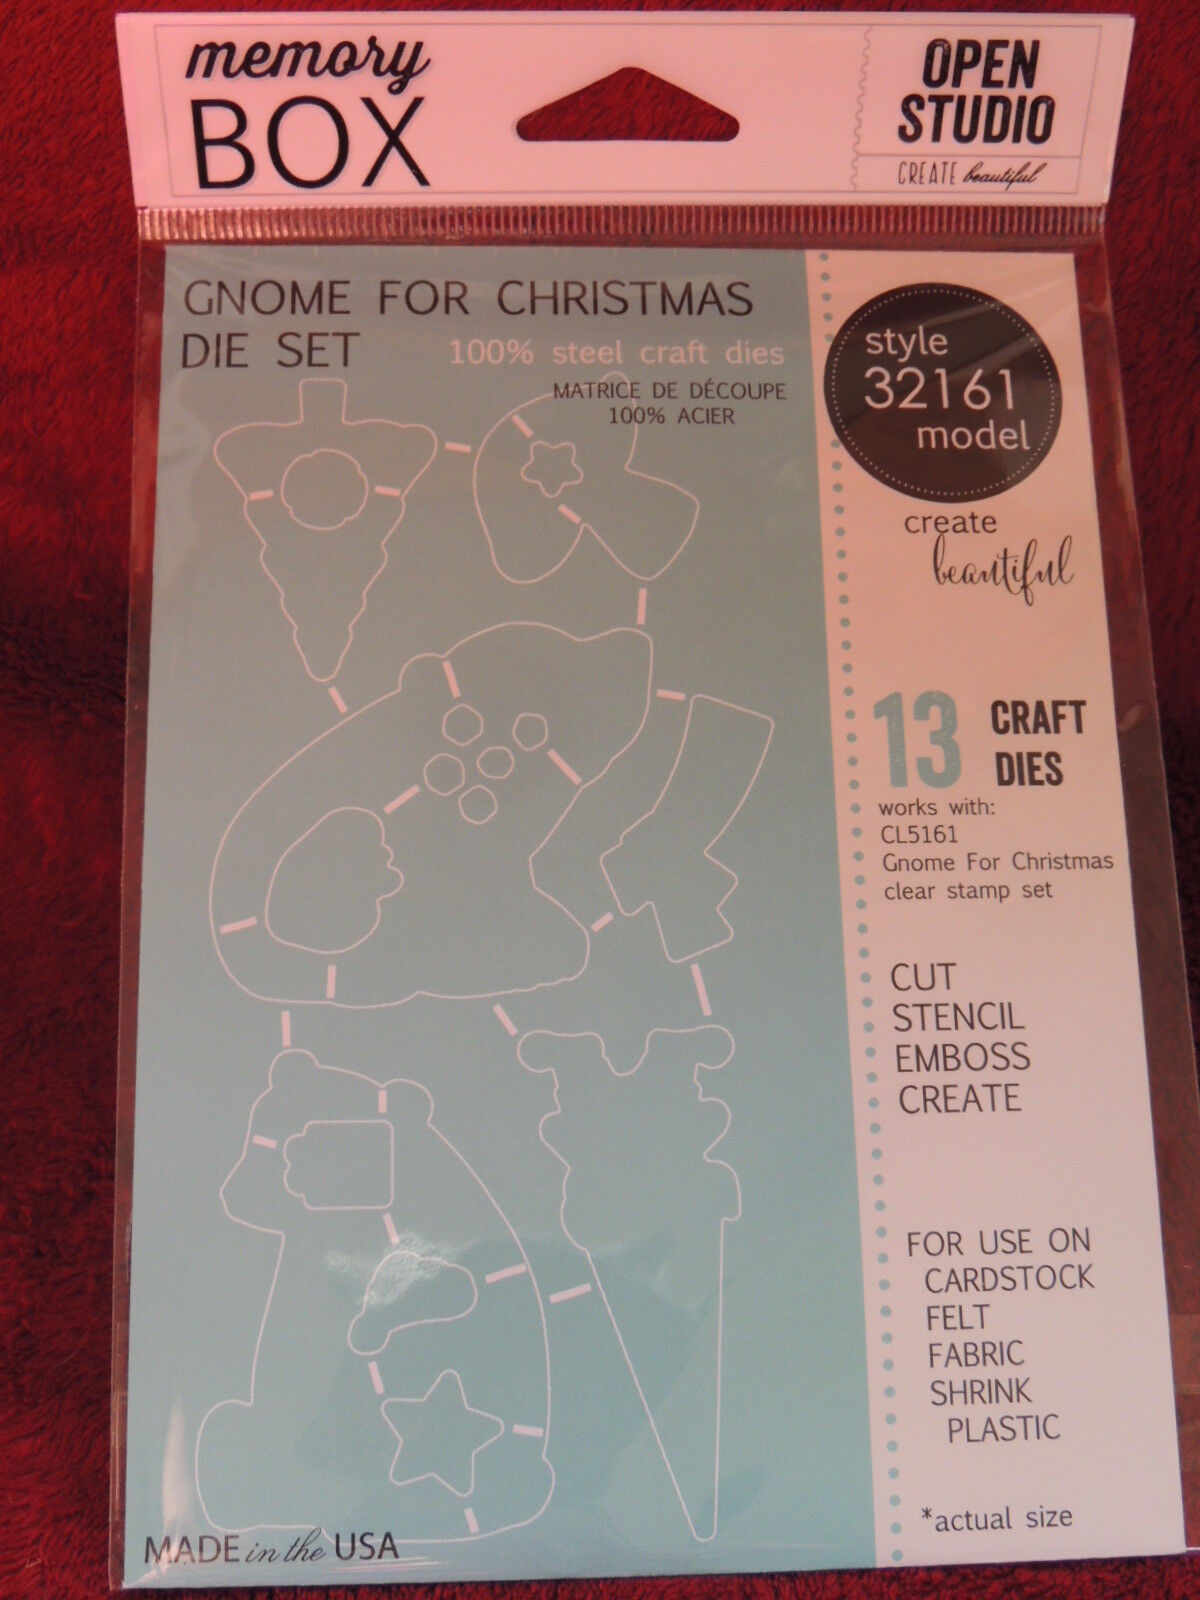 memory
BOX
OPEN
STUDIO
CREATE beautiful
GNOME FOR CHRISTMAS
DIE SET
100% steel craft dies
MATRICE DE DÉCOUPE
100% ACIER
style
32161
model
create
beautiful
13 CRAFT
DIES
works with:
CL5161
Gnome For Christmas
clear stamp set
CUT
STENCIL
EMBOSS
CREATE
FOR USE ON
CARDSTOCK
FELT
FABRIC
SHRINK
PLASTIC
*actual size
MADE in the USA